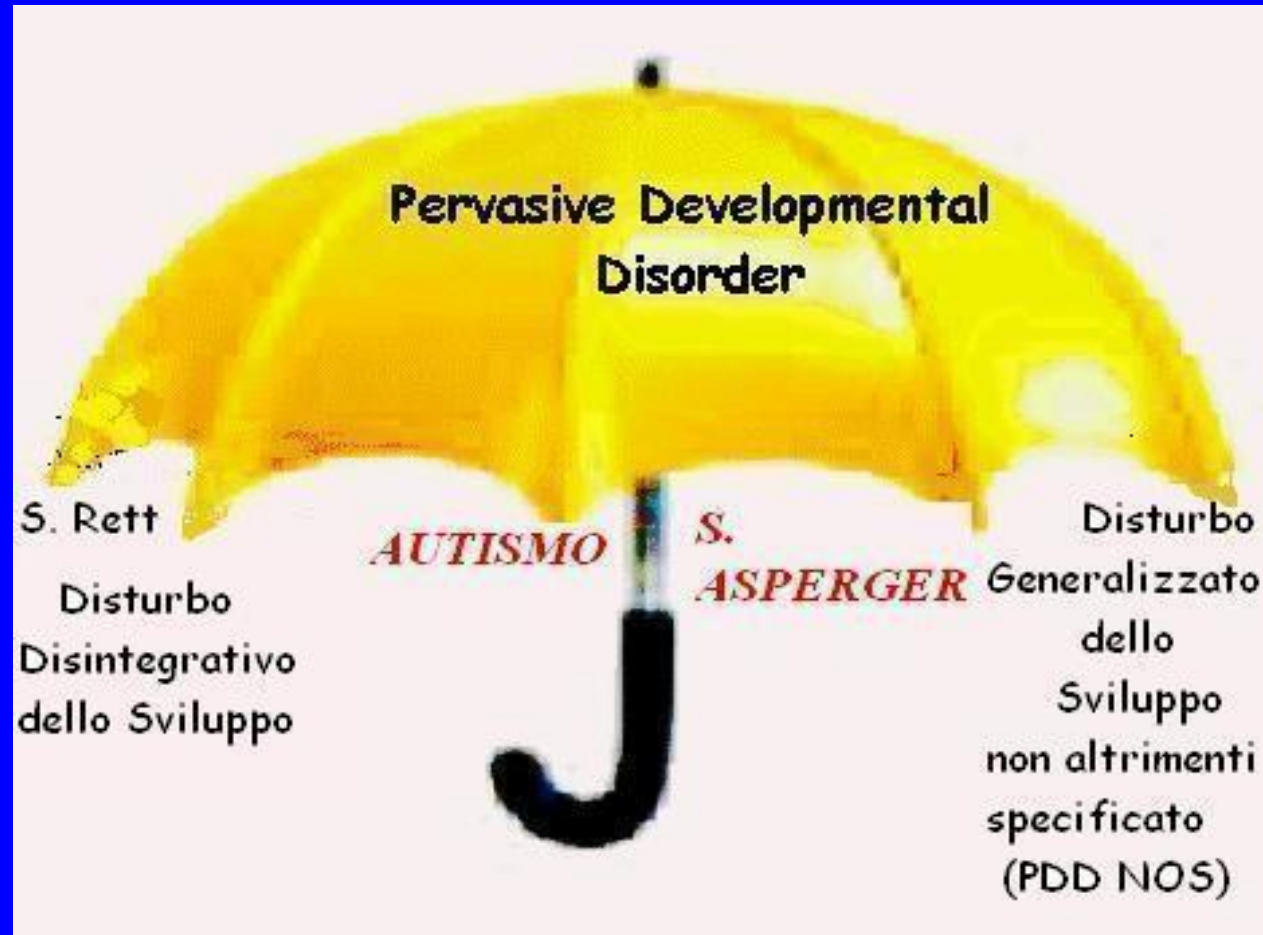 Pervasive Developmental
Disorder
S. Rett
Disturbo
Disintegrativo
dello Sviluppo
AUTISMO
S.
ASPERGER
Disturbo
Generalizzato
dello
Sviluppo
non altrimenti
specificato
(PDD NOS)